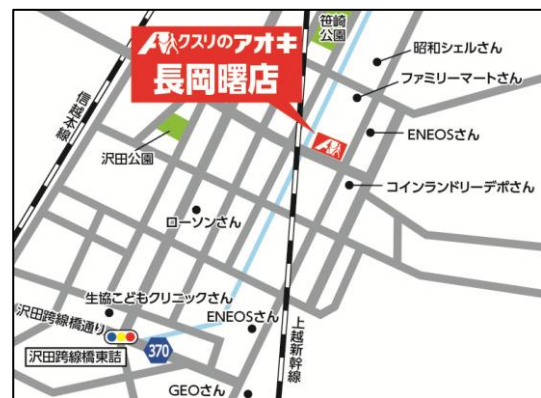 クスリのアオキ
長岡曙店
笹崎
公園
昭和シェルさん
ファミリーマートさん
ENEOSさん
コインランドリーデポさん
信越本線
沢田公園
ローソンさん
生協こどもクリニックさん
沢田跨線橋通り
ENEOSさん
沢田跨線橋東詰
370
上越新幹線
GEOさん